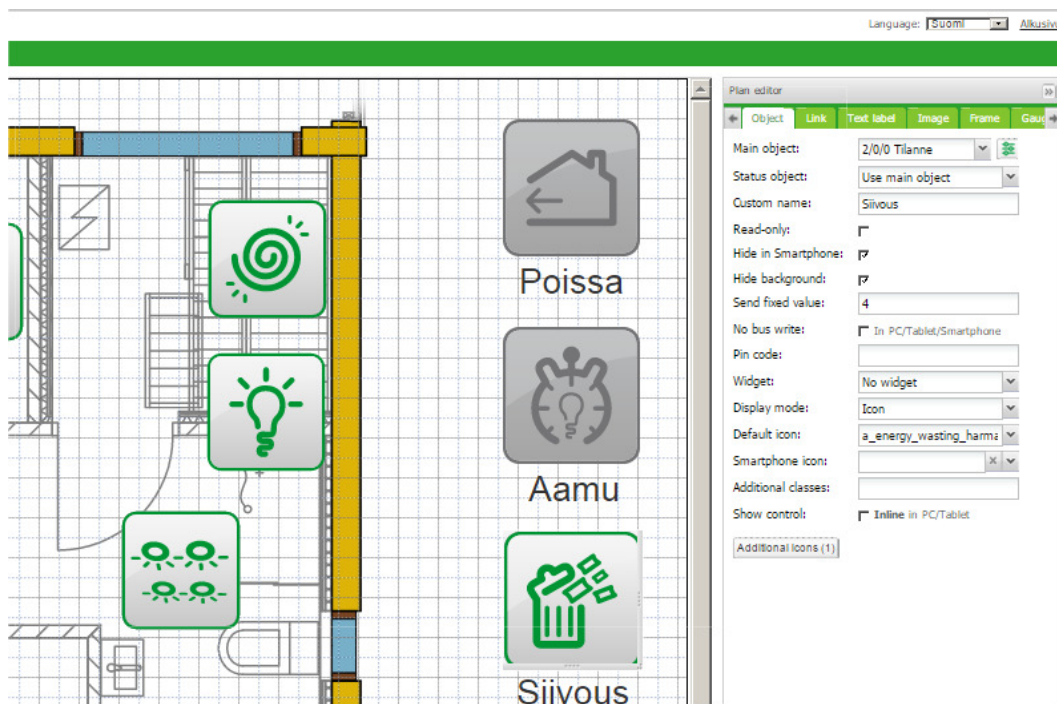 Language: Suomi Alkusivu
Plan editor
Object Link Text label Image Frame Gaug
Main object: 2/0/0 Tilanne
Status object: Use main object
Custom name: Siivous
Read-only:
Hide in Smartphone:
Hide background:
Send fixed value: 4
No bus write: In PC/Tablet/Smartphone
Pin code:
Widget: No widget
Display mode: Icon
Default icon: a_energy_wasting_harma
Smartphone icon:
Additional classes:
Show control: Inline in PC/Tablet
Additional icons (1)
Poissa
Aamu
Siivous